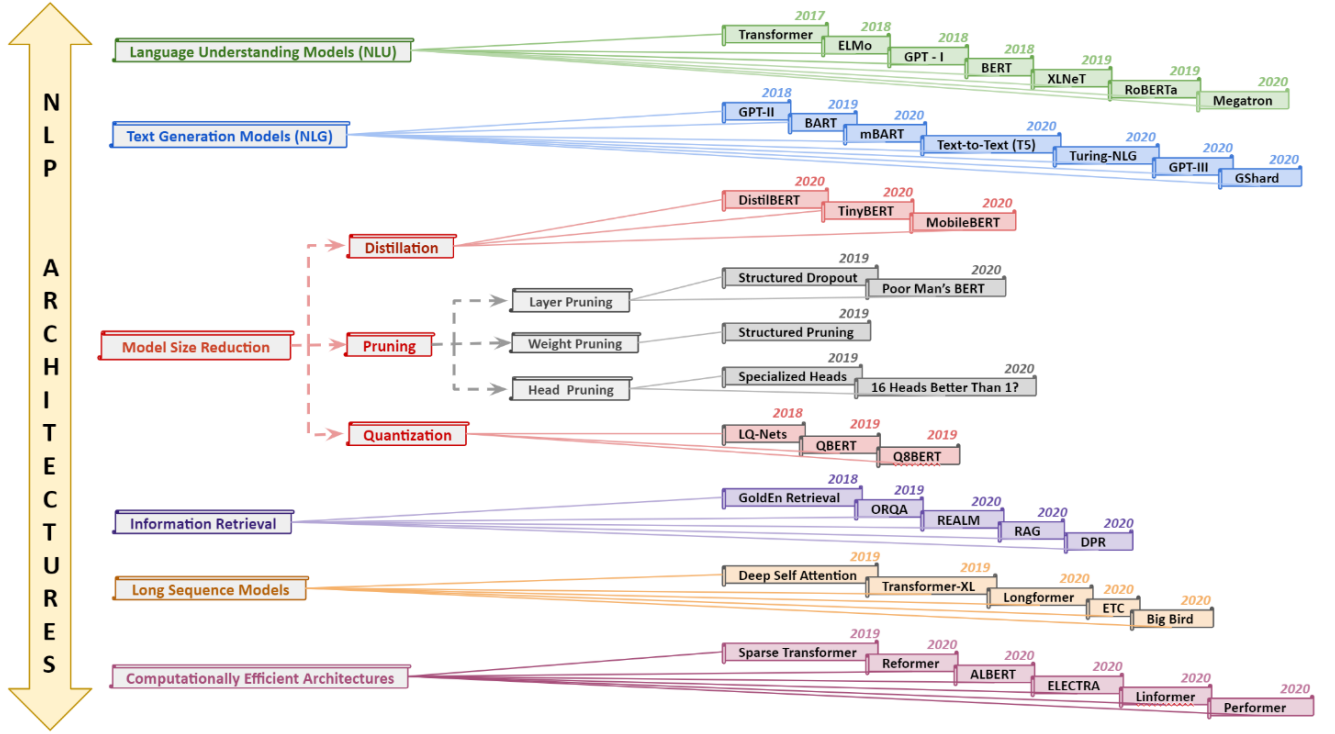 NLP ARCHITECTURES
Language Understanding Models (NLU)
2017
Transformer
2018
ELMo
2018
GPT - I
2018
BERT
2019
XLNeT
2019
RoBERTa
2020
Megatron
Text Generation Models (NLG)
2018
GPT-II
2019
BART
2020
mBART
2020
Text-to-Text (T5)
2020
Turing-NLG
2020
GPT-III
2020
GShard
Model Size Reduction
Distillation
2020
DistilBERT
2020
TinyBERT
2020
MobileBERT
Pruning
Layer Pruning
2019
Structured Dropout
2020
Poor Man's BERT
Weight Pruning
2019
Structured Pruning
Head Pruning
2019
Specialized Heads
2020
16 Heads Better Than 1?
Quantization
2018
LQ-Nets
2019
QBERT
2019
Q8BERT
Information Retrieval
2018
GoldEn Retrieval
2019
ORQA
2020
REALM
2020
RAG
2020
DPR
Long Sequence Models
2019
Deep Self Attention
2019
Transformer-XL
2020
Longformer
2020
ETC
2020
Big Bird
Computationally Efficient Architectures
2019
Sparse Transformer
2020
Reformer
2020
ALBERT
2020
ELECTRA
2020
Linformer
2020
Performer